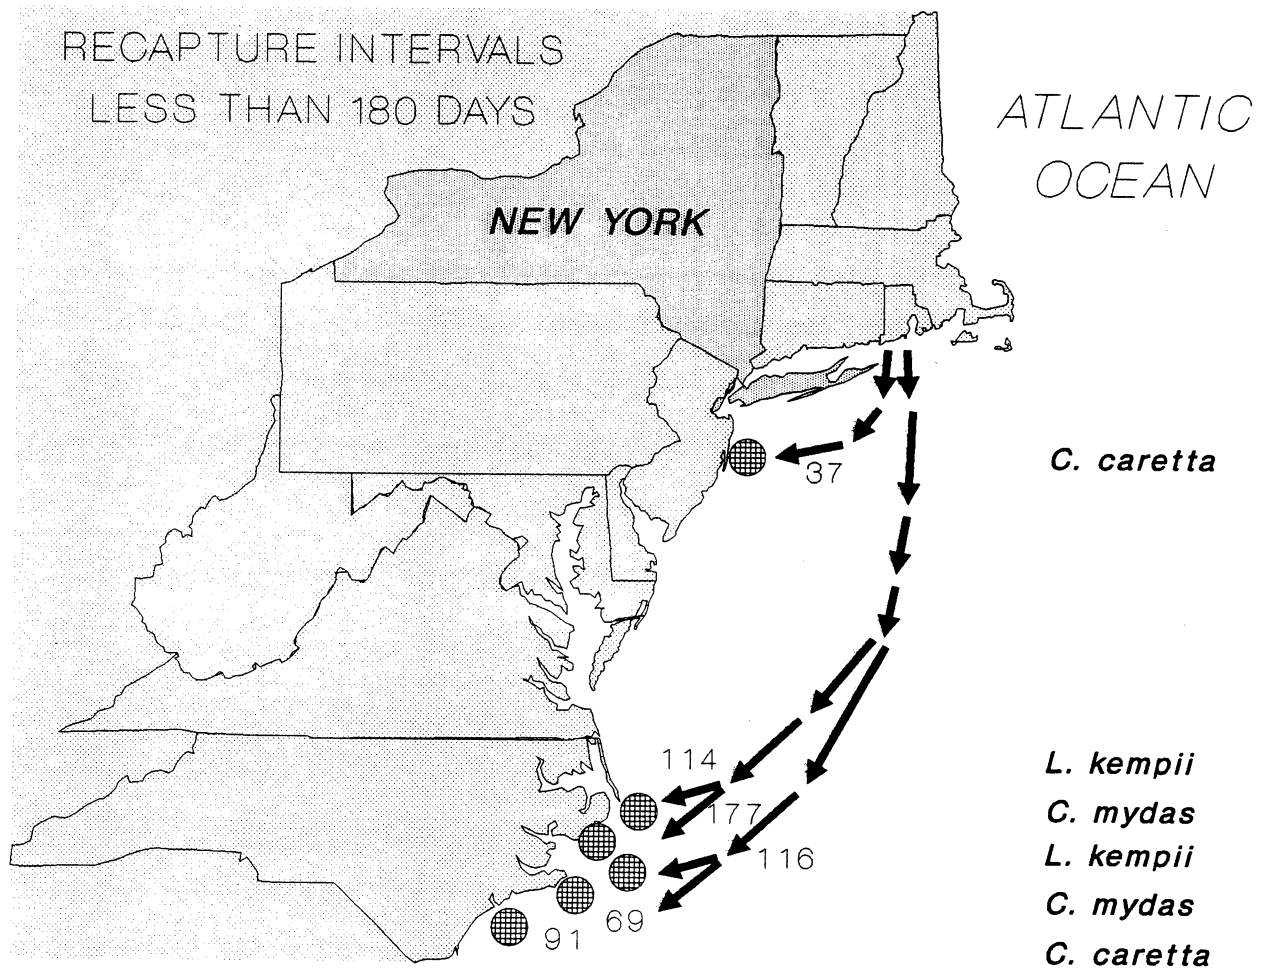 RECAPTURE INTERVALS
LESS THAN 180 DAYS
ATLANTIC
OCEAN
NEW YORK
37
C. caretta
114
L. kempii
177
C. mydas
116
L. kempii
69
C. mydas
91
C. caretta